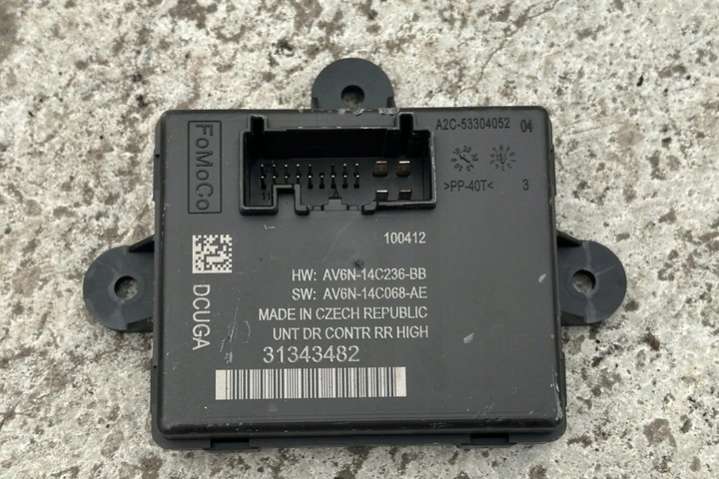 FoMoCo
A2C-53304052 04
>PP-40T< 3
100412
HW: AV6N-14C236-BB
SW: AV6N-14C068-AE
MADE IN CZECH REPUBLIC
UNT DR CONTR RR HIGH
31343482
DCUGA